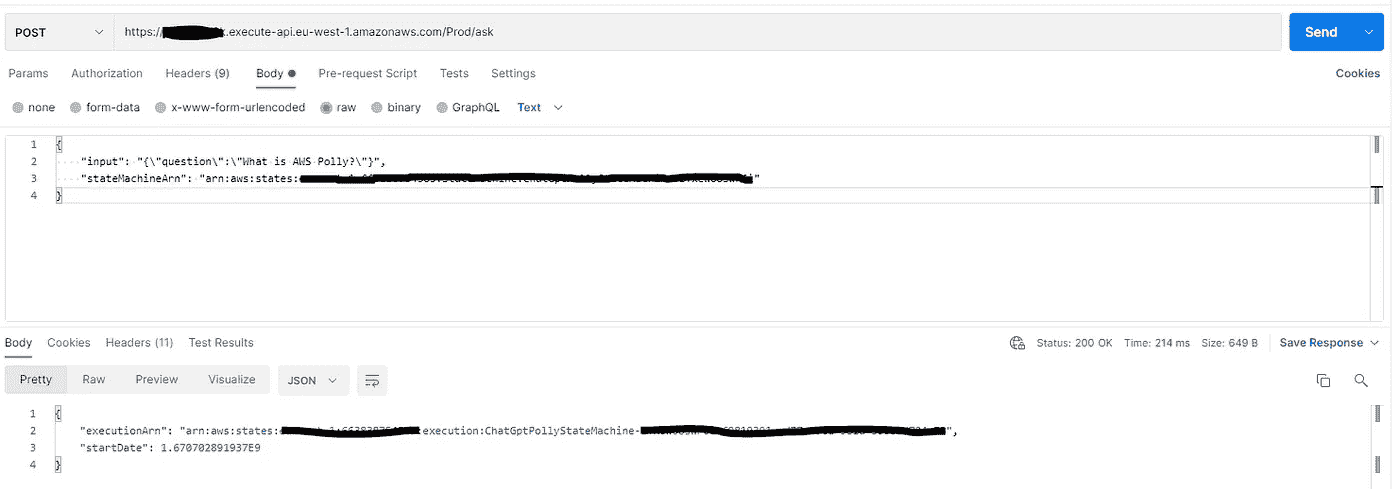 POST https://.execute-api.eu-west-1.amazonaws.com/Prod/ask Send
Params Authorization Headers (9) Body Pre-request Script Tests Settings Cookies
none form-data x-www-form-urlencoded raw binary GraphQL Text
1 {
2 "input": "{\"question\":\"What is AWS Polly?\"}",
3 "stateMachineArn": "arn:aws:states:"
4 }
Body Cookies Headers (11) Test Results Status: 200 OK Time: 214 ms Size: 649 B Save Response
Pretty Raw Preview Visualize JSON
1 {
2 "executionArn": "arn:aws:states::execution:ChatGptPollyStateMachine-",
3 "startDate": 1.670702891937E9
4 }